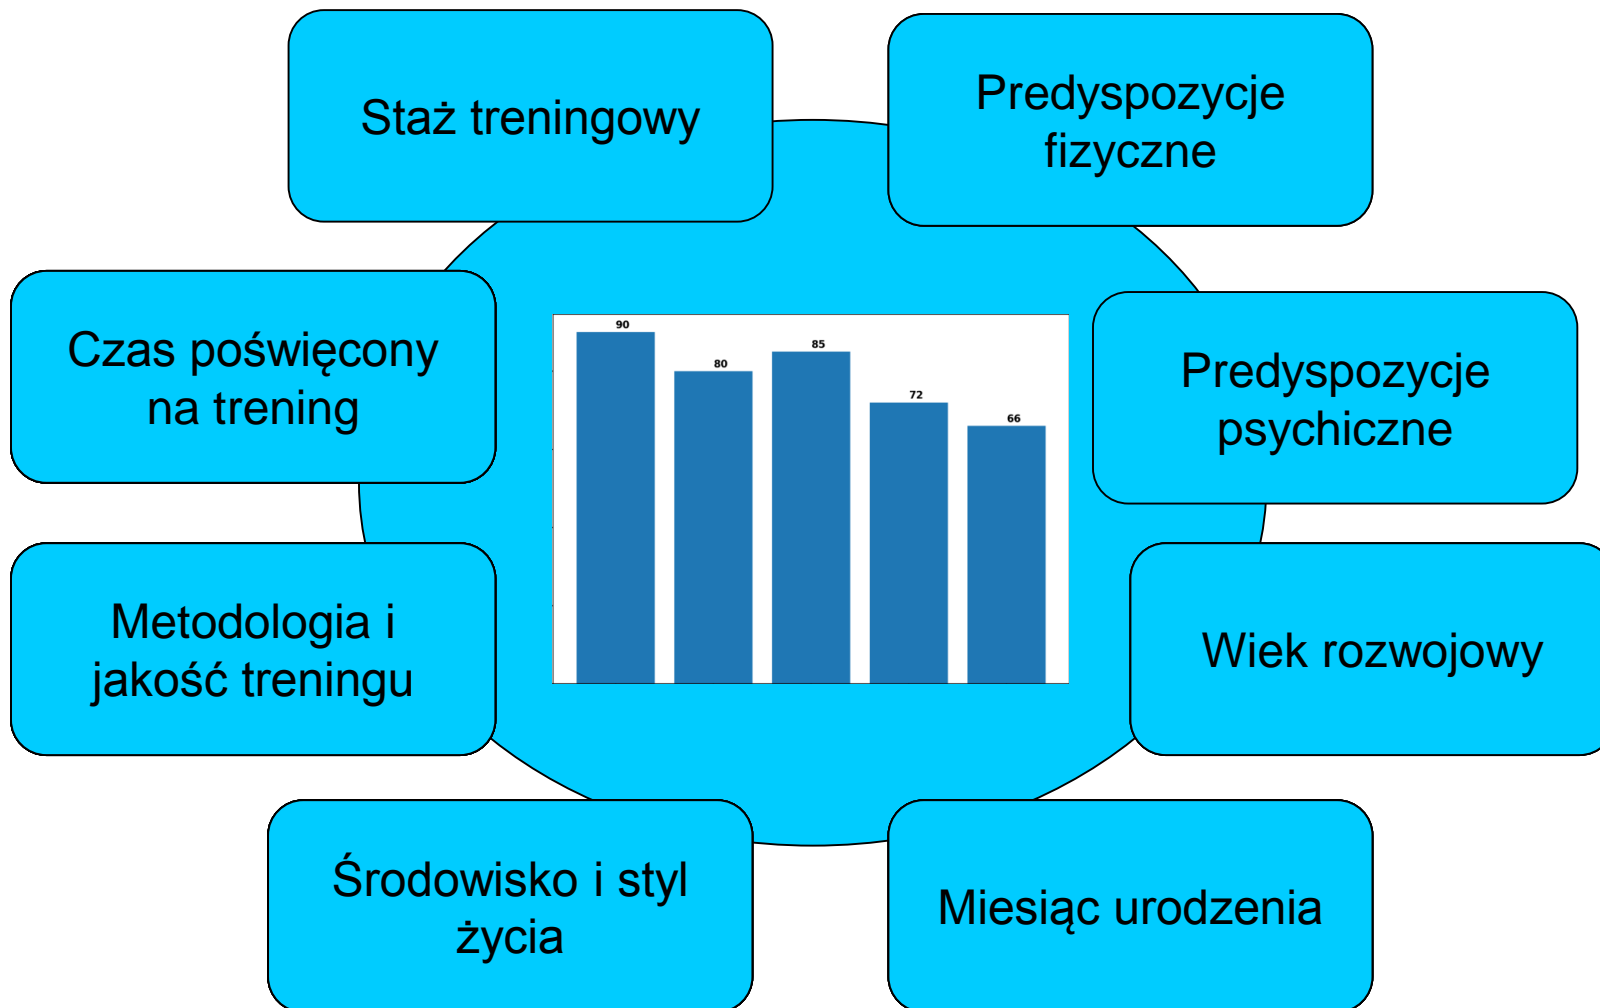 Staż treningowy
Predyspozycje
fizyczne
Czas poświęcony
na trening
90
80
85
72
66
Predyspozycje
psychiczne
Metodologia i
jakość treningu
Wiek rozwojowy
Środowisko i styl
życia
Miesiąc urodzenia